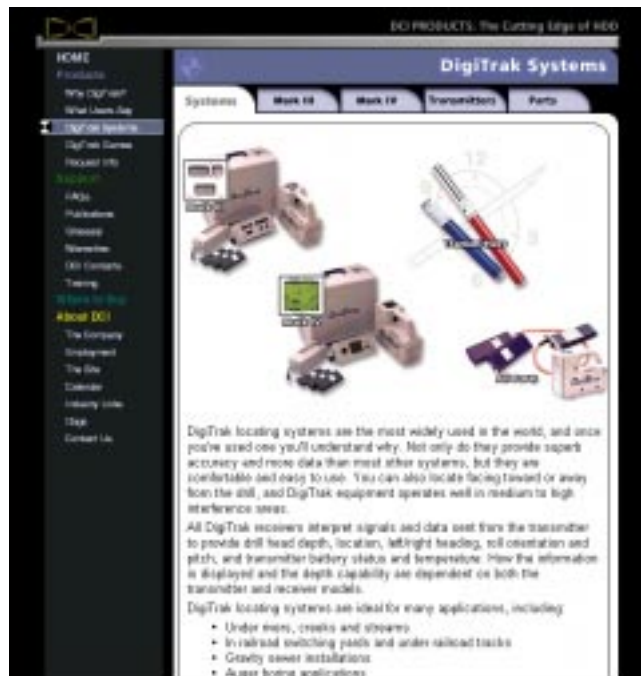 DCI PRODUCTS: The Cutting Edge of HDD
HOME
Products
Why DigiTrak?
What Users Say
DigiTrak Systems
DigiTrak Games
Request Info
Support
FAQs
Publications
Glossary
Warranties
DCI Contacts
Training
Where to Buy
About DCI
The Company
Employment
The Site
Calendar
Industry Links
Contact Us
DigiTrak Systems
Systems
Mark III
Mark IV
Transmitters
Parts
12
3
DigiTrak locating systems are the most widely used in the world, and once
you've used one you'll understand why. Not only do they provide superb
accuracy and more data than most other systems, but they are
comfortable and easy to use. You can also locate facing toward or away
from the drill, and DigiTrak equipment operates well in medium to high
interference areas.
All DigiTrak receivers interpret signals and data sent from the transmitter
to provide drill head depth, location, left/right heading, roll orientation and
pitch, and transmitter battery status and temperature. How the information
is displayed and the depth capability are dependent on both the
transmitter and receiver models.
DigiTrak locating systems are ideal for many applications, including:
• Under rivers, creeks and streams
• In railroad switching yards and under railroad tracks
• Gravity sewer installations
• Auger boring applications